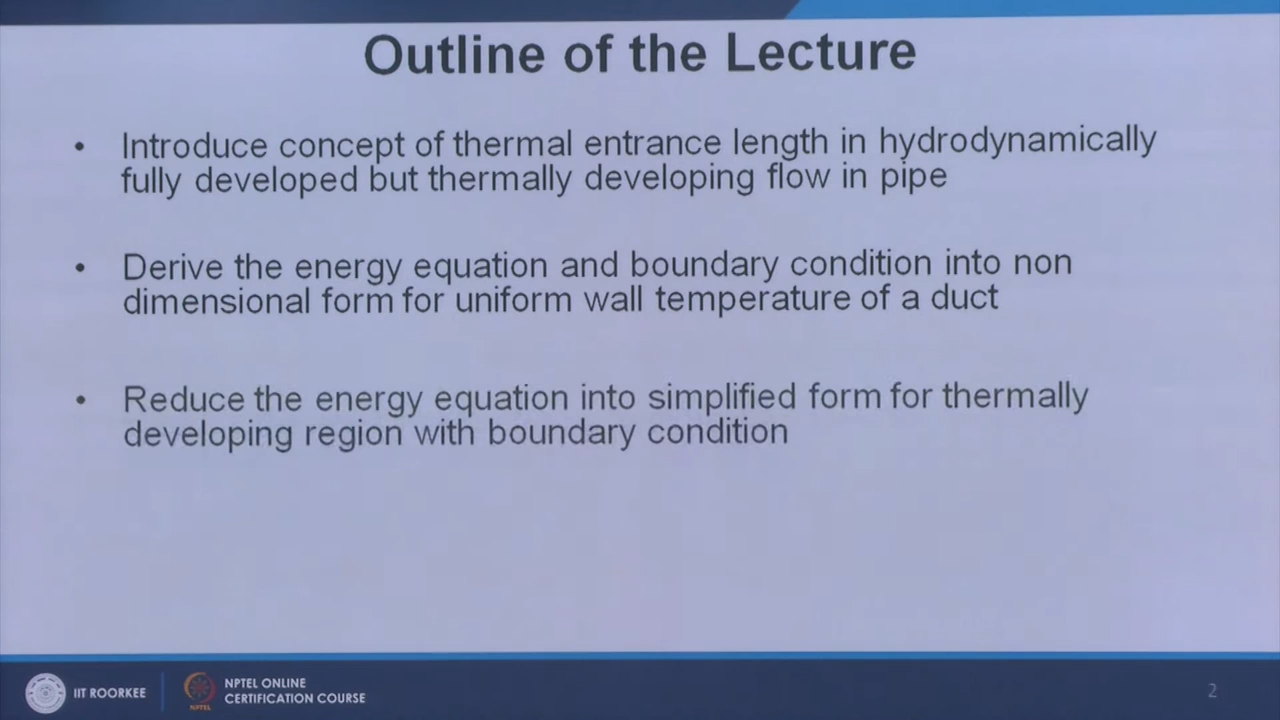 Outline of the Lecture
• Introduce concept of thermal entrance length in hydrodynamically
fully developed but thermally developing flow in pipe
• Derive the energy equation and boundary condition into non
dimensional form for uniform wall temperature of a duct
• Reduce the energy equation into simplified form for thermally
developing region with boundary condition
IIT ROORKEE
NPTEL
NPTEL ONLINE
CERTIFICATION COURSE
2